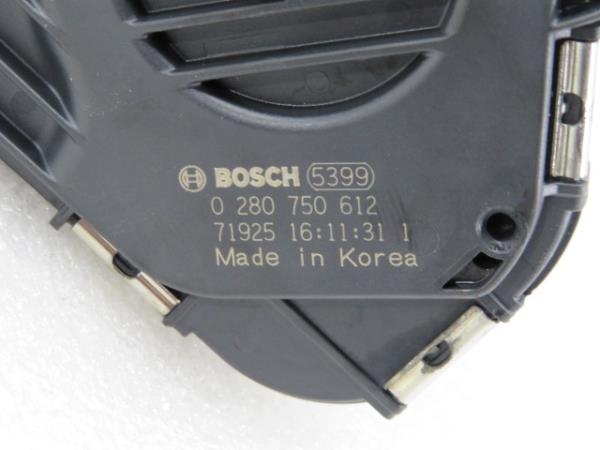 BOSCH 5399
0 280 750 612
71925 16:11:31 1
Made in Korea